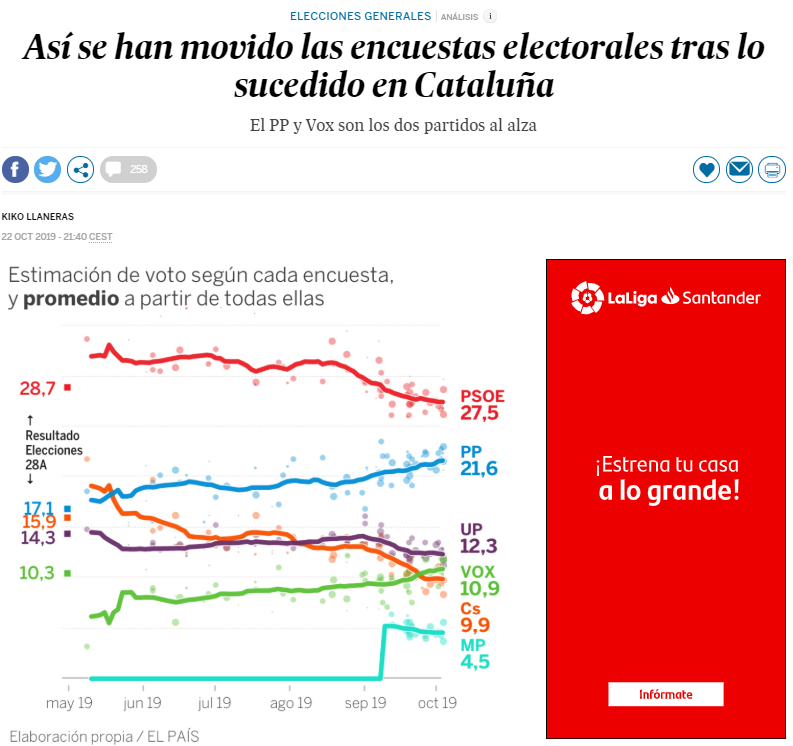 ELECCIONES GENERALES ANÁLISIS i
Así se han movido las encuestas electorales tras lo
sucedido en Cataluña
El PP y Vox son los dos partidos al alza
258
KIKO LLANERAS
22 OCT 2019 - 21:40 CEST
Estimación de voto según cada encuesta,
y promedio a partir de todas ellas
28,7
↑
Resultado
Elecciones
28A
↓
17,1
15,9
14,3
10,3
PSOE
27,5
PP
21,6
UP
12,3
VOX
10,9
Cs
9,9
MP
4,5
may 19 jun 19 jul 19 ago 19 sep 19 oct 19
Elaboración propia / EL PAÍS
LaLiga Santander
¡Estrena tu casa
a lo grande!
Infórmate